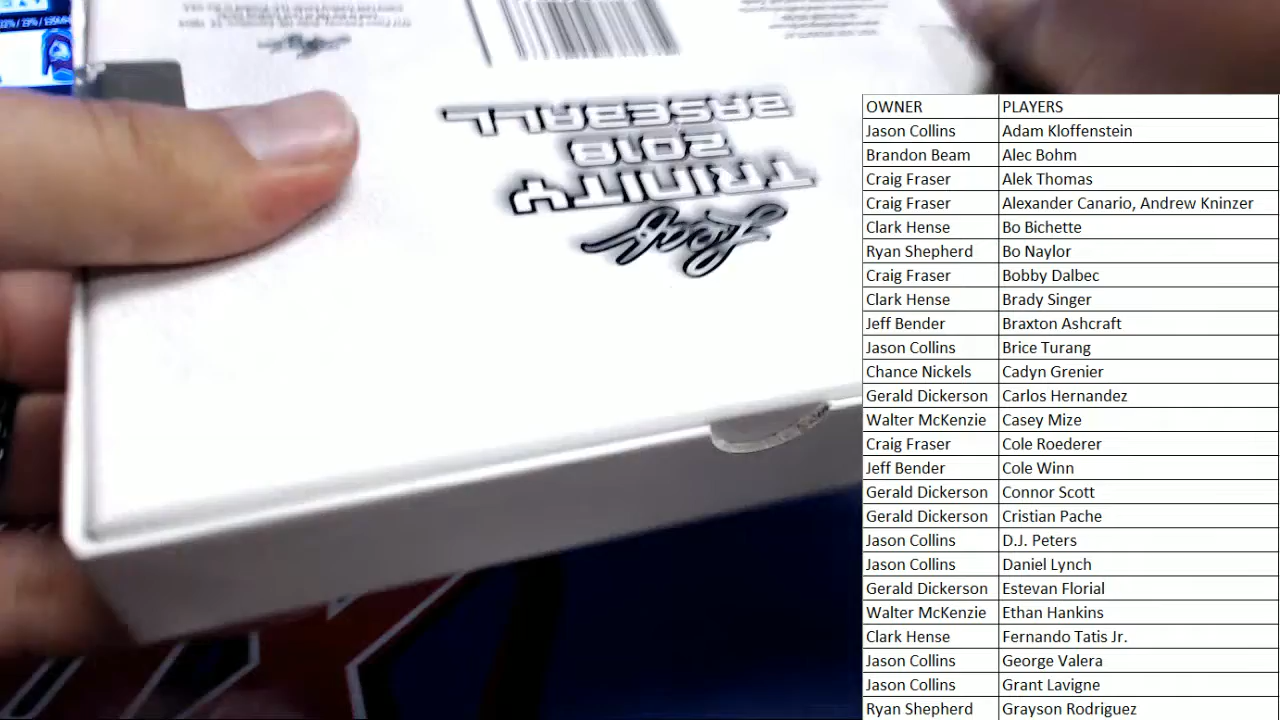 Leaf
TRINITY
2018
BASEBALL
OWNER PLAYERS
Jason Collins Adam Kloffenstein
Brandon Beam Alec Bohm
Craig Fraser Alek Thomas
Craig Fraser Alexander Canario, Andrew Kninzer
Clark Hense Bo Bichette
Ryan Shepherd Bo Naylor
Craig Fraser Bobby Dalbec
Clark Hense Brady Singer
Jeff Bender Braxton Ashcraft
Jason Collins Brice Turang
Chance Nickels Cadyn Grenier
Gerald Dickerson Carlos Hernandez
Walter McKenzie Casey Mize
Craig Fraser Cole Roederer
Jeff Bender Cole Winn
Gerald Dickerson Connor Scott
Gerald Dickerson Cristian Pache
Jason Collins D.J. Peters
Jason Collins Daniel Lynch
Gerald Dickerson Estevan Florial
Walter McKenzie Ethan Hankins
Clark Hense Fernando Tatis Jr.
Jason Collins George Valera
Jason Collins Grant Lavigne
Ryan Shepherd Grayson Rodriguez